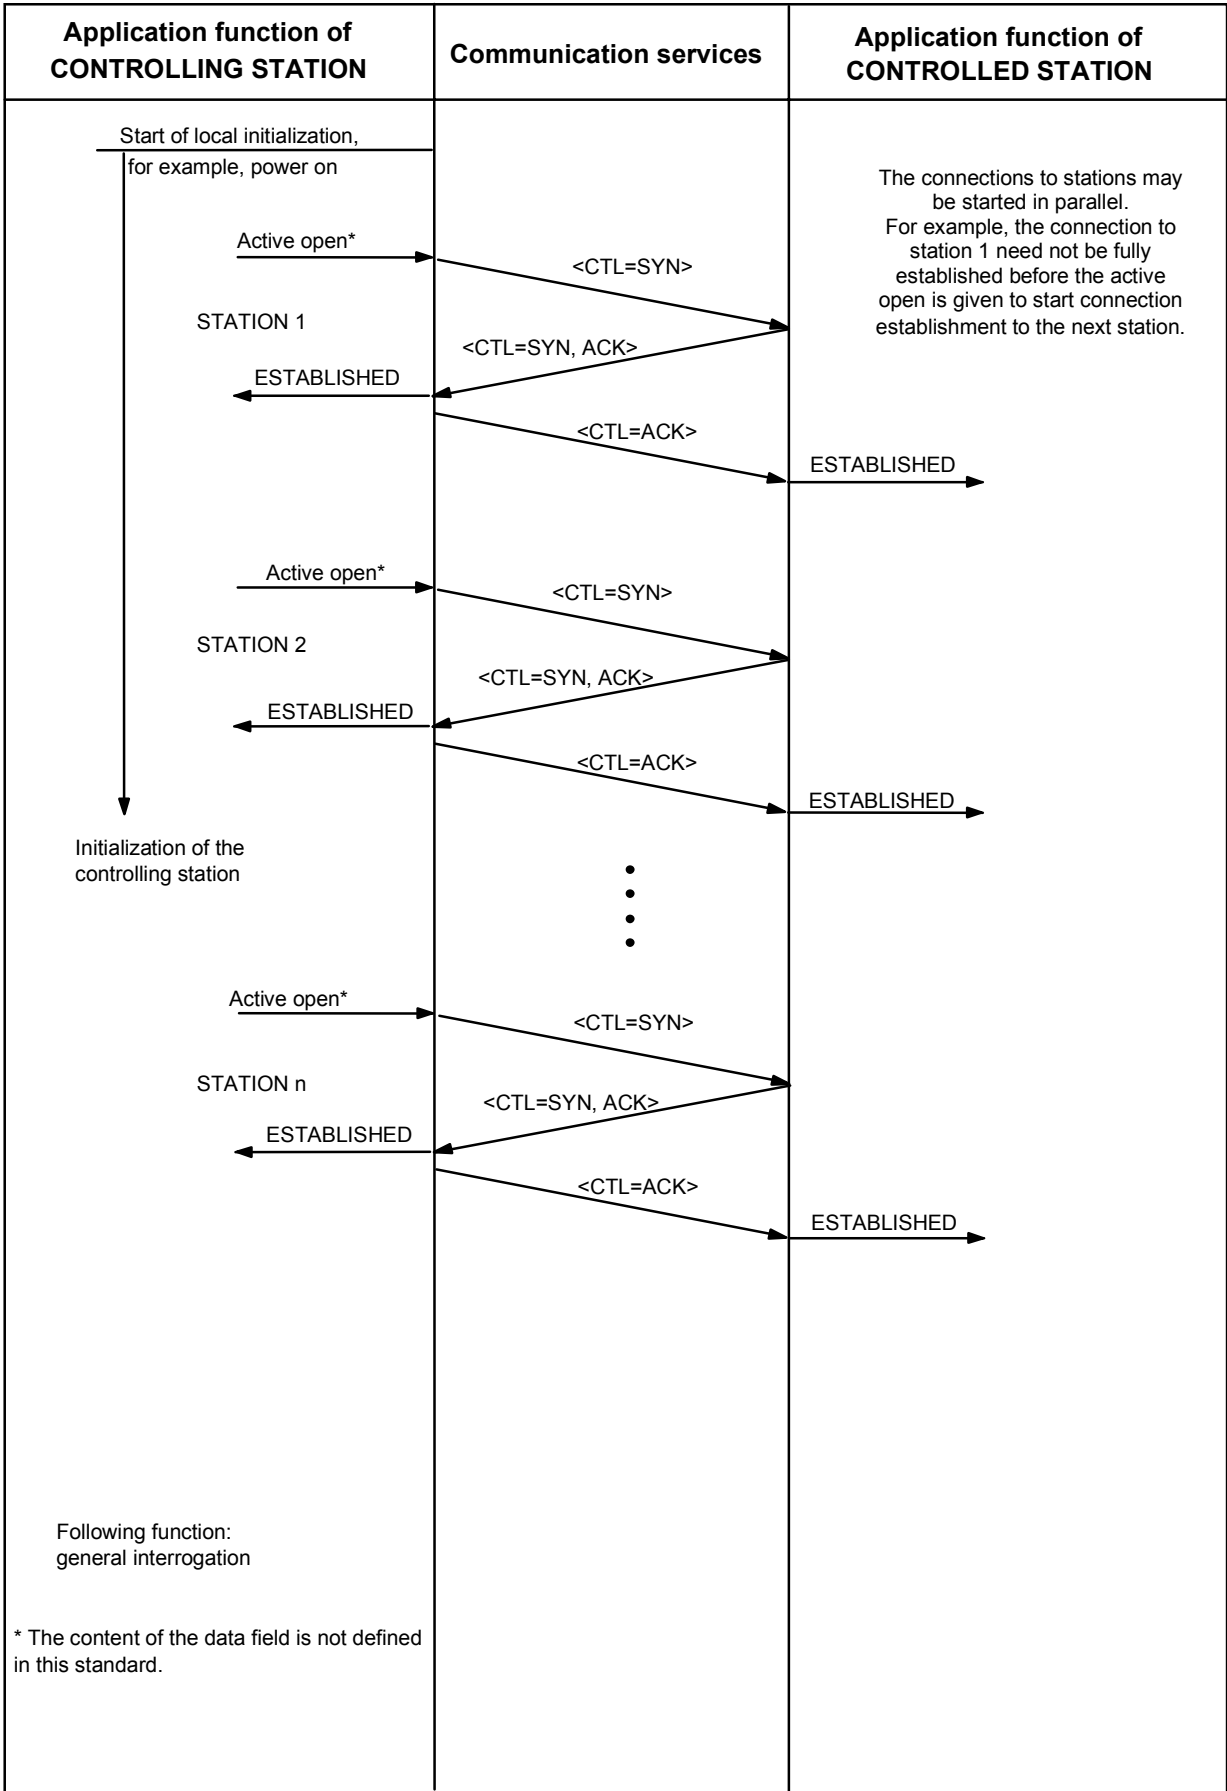 Application function of
CONTROLLING STATION
Communication services
Application function of
CONTROLLED STATION
Start of local initialization,
for example, power on
The connections to stations may
be started in parallel.
For example, the connection to
station 1 need not be fully
established before the active
open is given to start connection
establishment to the next station.
Active open*
<CTL=SYN>
STATION 1
<CTL=SYN, ACK>
ESTABLISHED
<CTL=ACK>
ESTABLISHED
Active open*
<CTL=SYN>
STATION 2
<CTL=SYN, ACK>
ESTABLISHED
<CTL=ACK>
ESTABLISHED
Initialization of the
controlling station
Active open*
<CTL=SYN>
STATION n
<CTL=SYN, ACK>
ESTABLISHED
<CTL=ACK>
ESTABLISHED
Following function:
general interrogation
* The content of the data field is not defined
in this standard.